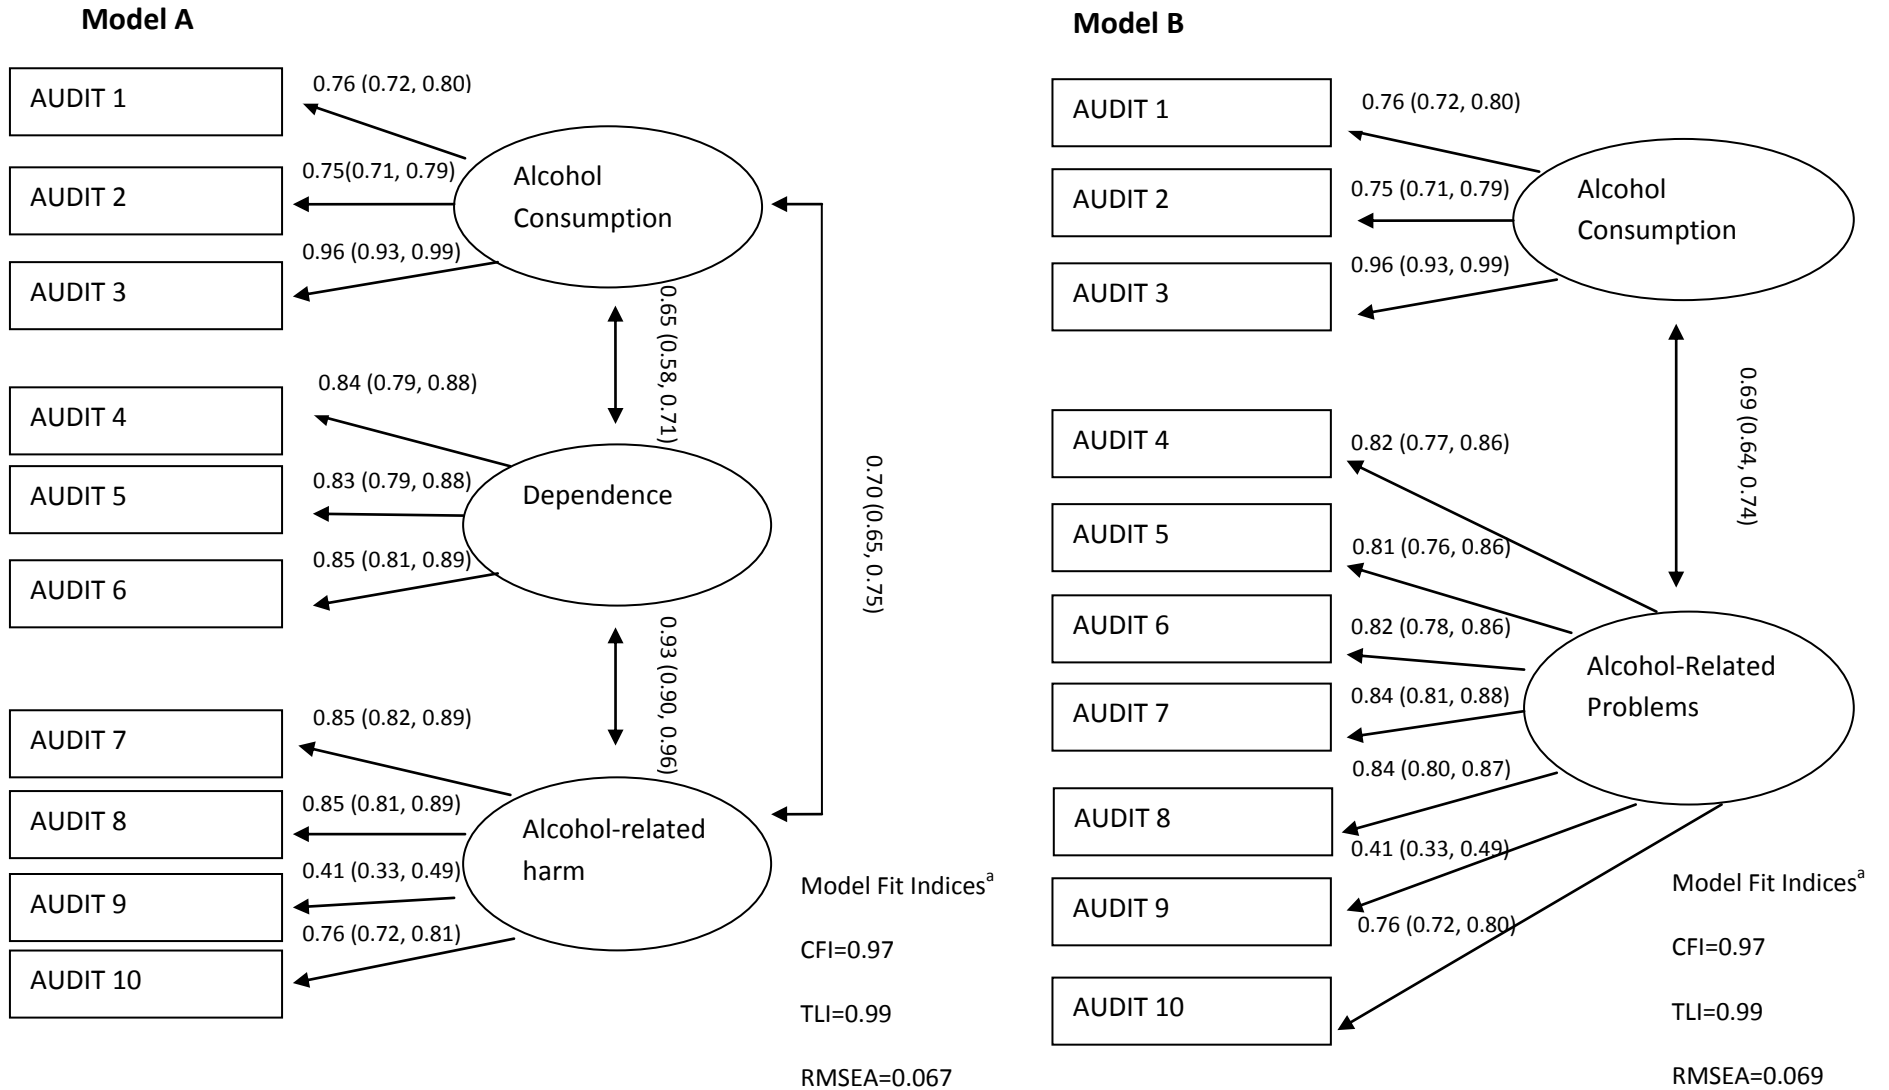 Model A
AUDIT 1
0.76 (0.72, 0.80)
AUDIT 2
0.75(0.71, 0.79)
AUDIT 3
0.96 (0.93, 0.99)
Alcohol
Consumption
0.65 (0.58, 0.71)
AUDIT 4
0.84 (0.79, 0.88)
AUDIT 5
0.83 (0.79, 0.88)
AUDIT 6
0.85 (0.81, 0.89)
Dependence
0.70 (0.65, 0.75)
0.93 (0.90, 0.96)
AUDIT 7
0.85 (0.82, 0.89)
AUDIT 8
0.85 (0.81, 0.89)
AUDIT 9
0.41 (0.33, 0.49)
AUDIT 10
0.76 (0.72, 0.81)
Alcohol-related
harm
Model Fit Indicesᵃ
CFI=0.97
TLI=0.99
RMSEA=0.067
Model B
AUDIT 1
0.76 (0.72, 0.80)
AUDIT 2
0.75 (0.71, 0.79)
AUDIT 3
0.96 (0.93, 0.99)
Alcohol
Consumption
0.69 (0.64, 0.74)
AUDIT 4
0.82 (0.77, 0.86)
AUDIT 5
0.81 (0.76, 0.86)
AUDIT 6
0.82 (0.78, 0.86)
AUDIT 7
0.84 (0.81, 0.88)
AUDIT 8
0.84 (0.80, 0.87)
AUDIT 9
0.41 (0.33, 0.49)
AUDIT 10
0.76 (0.72, 0.80)
Alcohol-Related
Problems
Model Fit Indicesᵃ
CFI=0.97
TLI=0.99
RMSEA=0.069